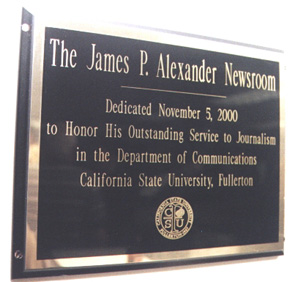 The James P. Alexander Newsroom
Dedicated November 5, 2000
to Honor His Outstanding Service to Journalism
in the Department of Communications
California State University, Fullerton